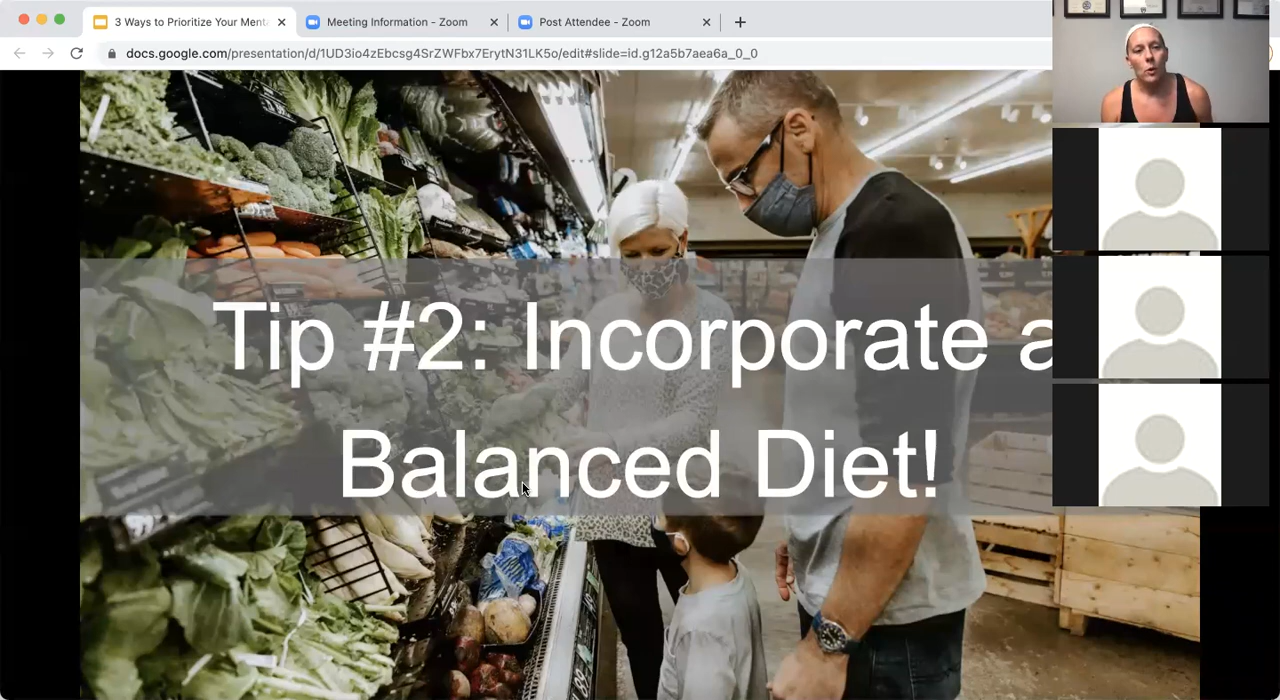 3 Ways to Prioritize Your Ment
Meeting Information - Zoom
Post Attendee - Zoom
docs.google.com/presentation/d/1UD3io4zEbcsg4SrZWFbx7ErytN31LK5o/edit#slide=id.g12a5b7aea6a_0_0
Tip #2: Incorporate a
Balanced Diet!